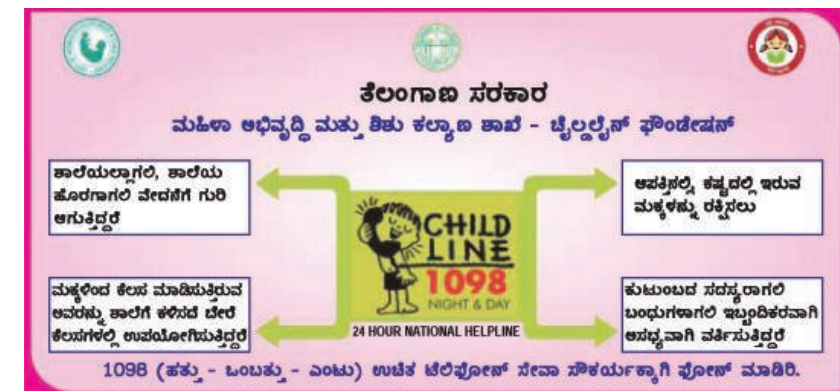 ತೆಲಂಗಾಣ ಸರಕಾರ
ಮಹಿಳಾ ಅಭಿವೃದ್ಧಿ ಮತ್ತು ಶಿಶು ಕಲ್ಯಾಣ ಶಾಖೆ - ಚೈಲ್ಡ್‌ಲೈನ್ ಫೌಂಡೇಷನ್
ಶಾಲೆಯಲ್ಲಾಗಲಿ, ಶಾಲೆಯ
ಹೊರಗಾಗಲಿ ವೇದನೆಗೆ ಗುರಿ
ಆಗುತ್ತಿದ್ದರೆ
ಆಪತ್ತಿನಲ್ಲಿ, ಕಷ್ಟದಲ್ಲಿ ಇರುವ
ಮಕ್ಕಳನ್ನು ರಕ್ಷಿಸಲು
CHILD
LINE
1098
NIGHT & DAY
24 HOUR NATIONAL HELPLINE
ಮಕ್ಕಳಿಂದ ಕೆಲಸ ಮಾಡಿಸುತ್ತಿರುವ
ಅವರನ್ನು ಶಾಲೆಗೆ ಕಳಿಸದೆ ಬೇರೆ
ಕೆಲಸಗಳಲ್ಲಿ ಉಪಯೋಗಿಸುತ್ತಿದ್ದರೆ
ಕುಟುಂಬದ ಸದಸ್ಯರಾಗಲಿ
ಬಂಧುಗಳಾಗಲಿ ಇಬ್ಬಂದಿಕರವಾಗಿ
ಅಸಭ್ಯವಾಗಿ ವರ್ತಿಸುತ್ತಿದ್ದರೆ
1098 (ಹತ್ತು - ಒಂಬತ್ತು - ಎಂಟು) ಉಚಿತ ಟೆಲಿಫೋನ್ ಸೇವಾ ಸೌಕರ್ಯಕ್ಕಾಗಿ ಫೋನ್ ಮಾಡಿರಿ.